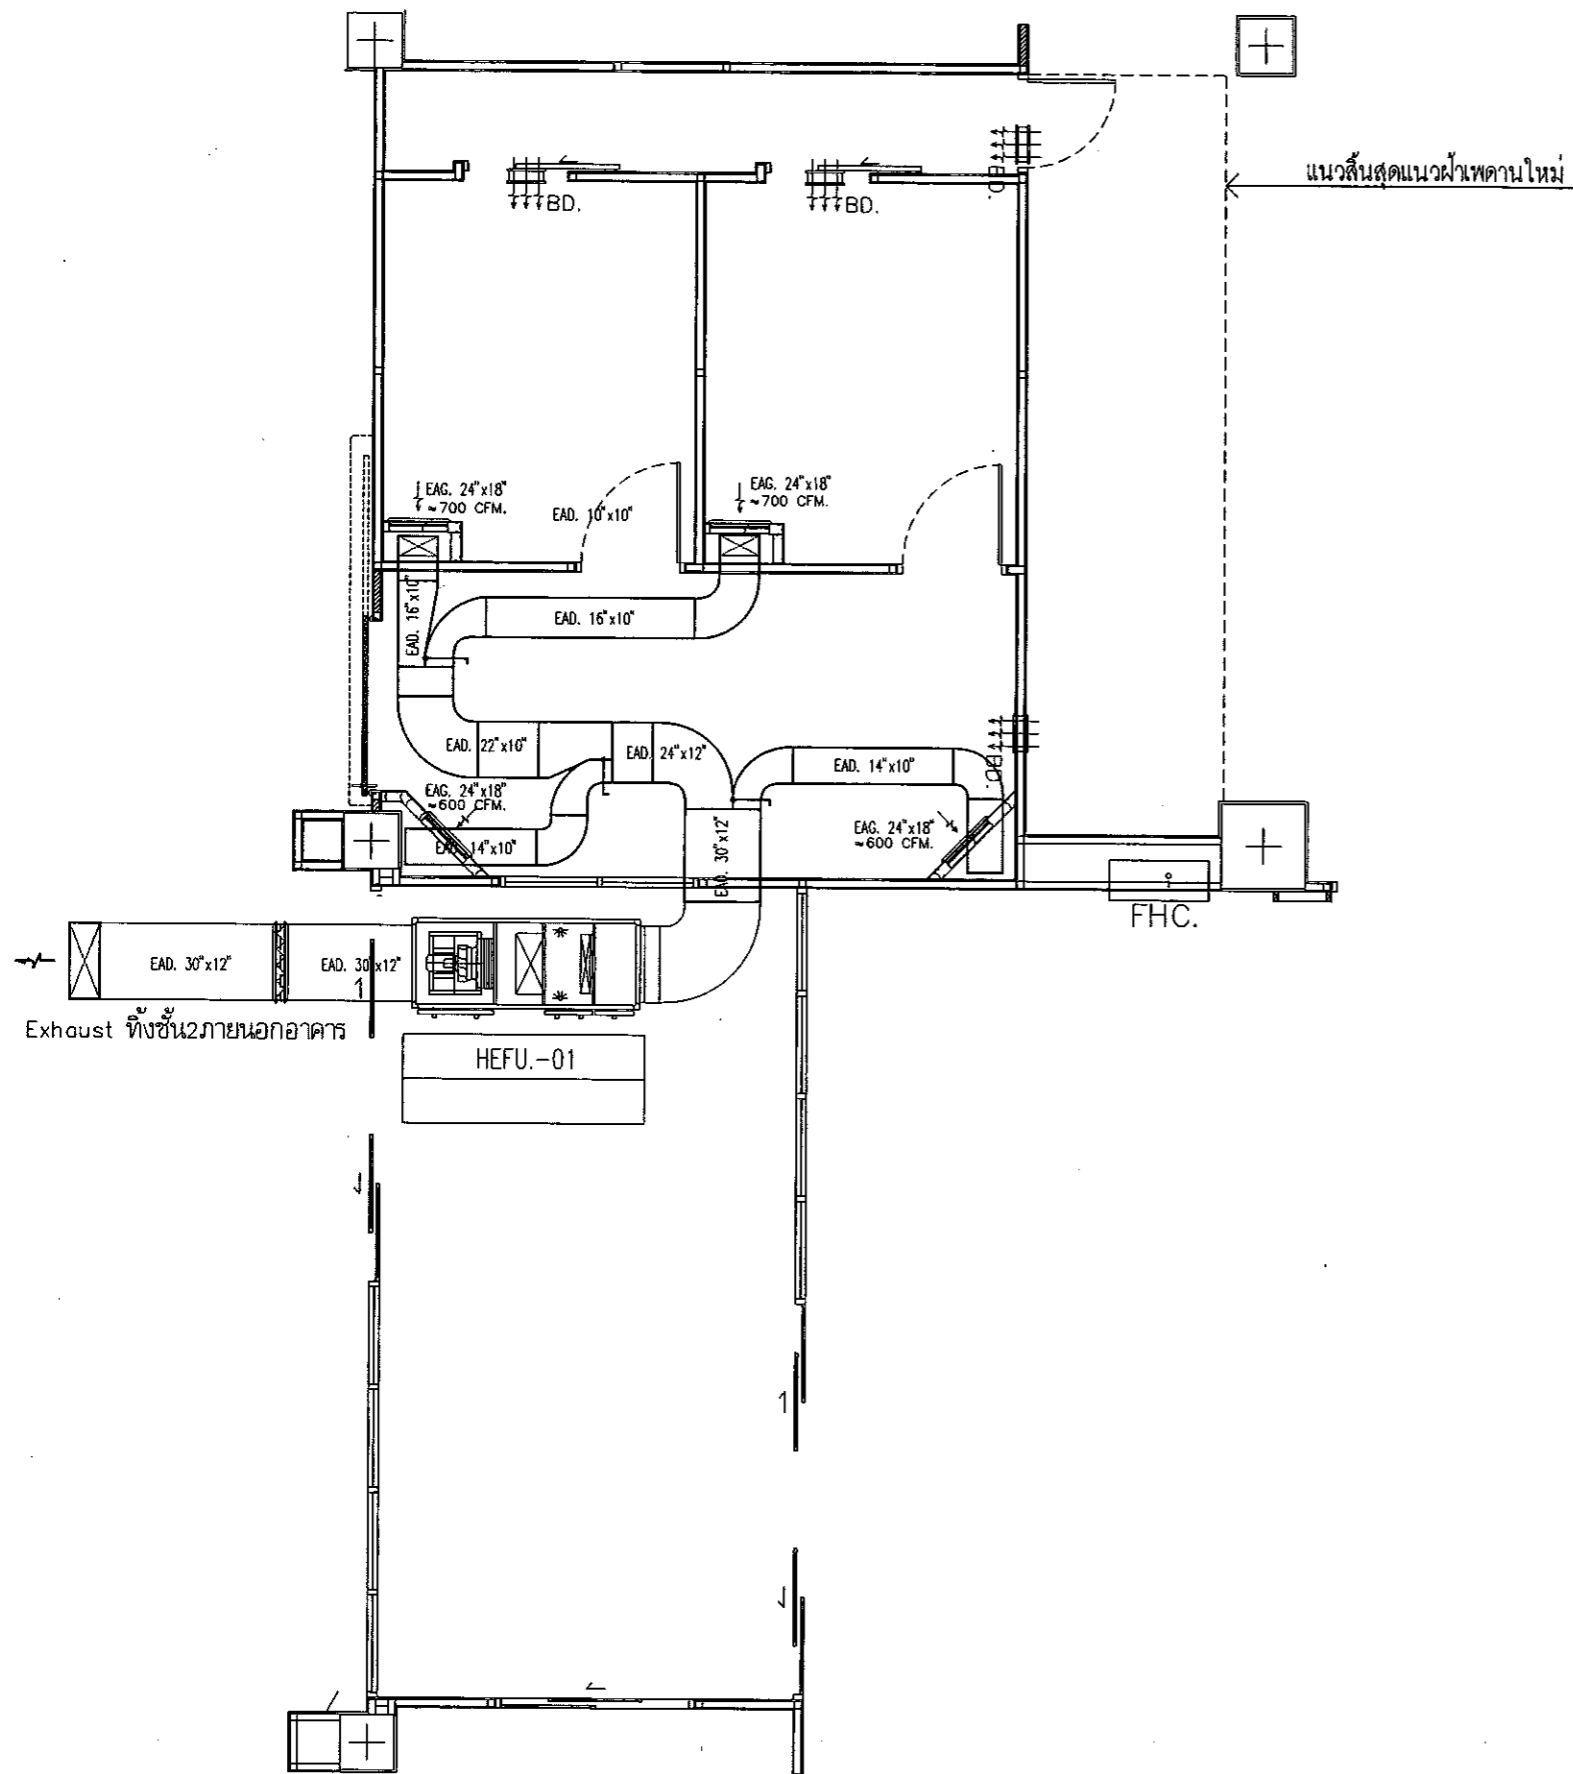 แนวสิ้นสุดแนวฝ้าเพดานใหม่
BD.
BD.
BD.
EAG. 24"x18"
≈700 CFM.
EAD. 10"x10"
EAG. 24"x18"
≈700 CFM.
EAD. 16"x10"
EAD. 16"x10"
EAD. 22"x10"
EAD. 24"x12"
EAD. 14"x10"
BD.
EAG. 24"x18"
≈600 CFM.
EAD. 14"x10"
EAG. 24"x18"
≈600 CFM.
EAD. 30"x12"
FHC.
EAD. 30"x12"
EAD. 30"x12"
Exhaust ทิ้งชั้น2ภายนอกอาคาร
HEFU.-01